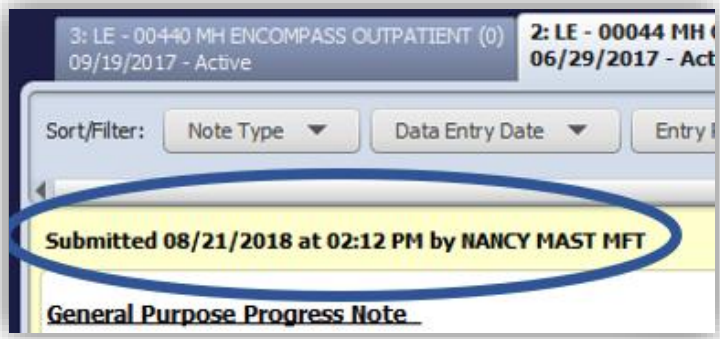 3: LE - 00440 MH ENCOMPASS OUTPATIENT (0)
09/19/2017 - Active
2: LE - 00044 MH
06/29/2017 - Act
Sort/Filter: Note Type Data Entry Date Entry
Submitted 08/21/2018 at 02:12 PM by NANCY MAST MFT
General Purpose Progress Note